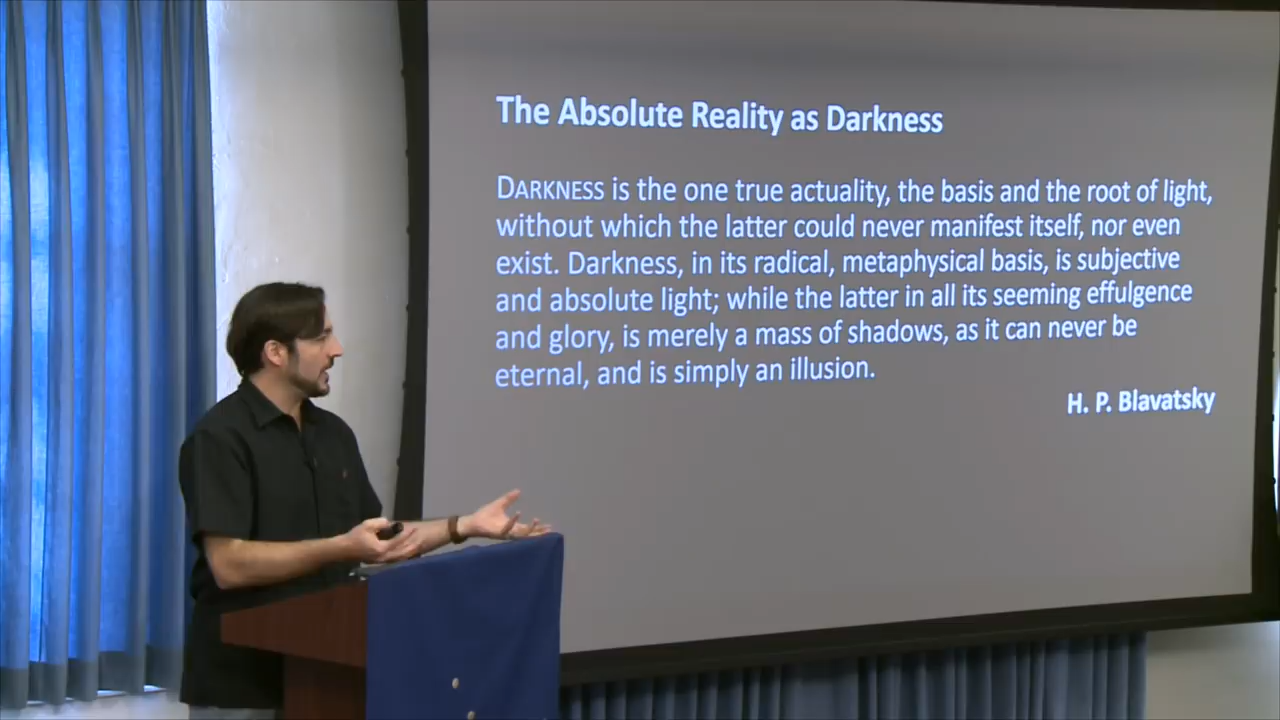 The Absolute Reality as Darkness
DARKNESS is the one true actuality, the basis and the root of light,
without which the latter could never manifest itself, nor even
exist. Darkness, in its radical, metaphysical basis, is subjective
and absolute light; while the latter in all its seeming effulgence
and glory, is merely a mass of shadows, as it can never be
eternal, and is simply an illusion.
H. P. Blavatsky